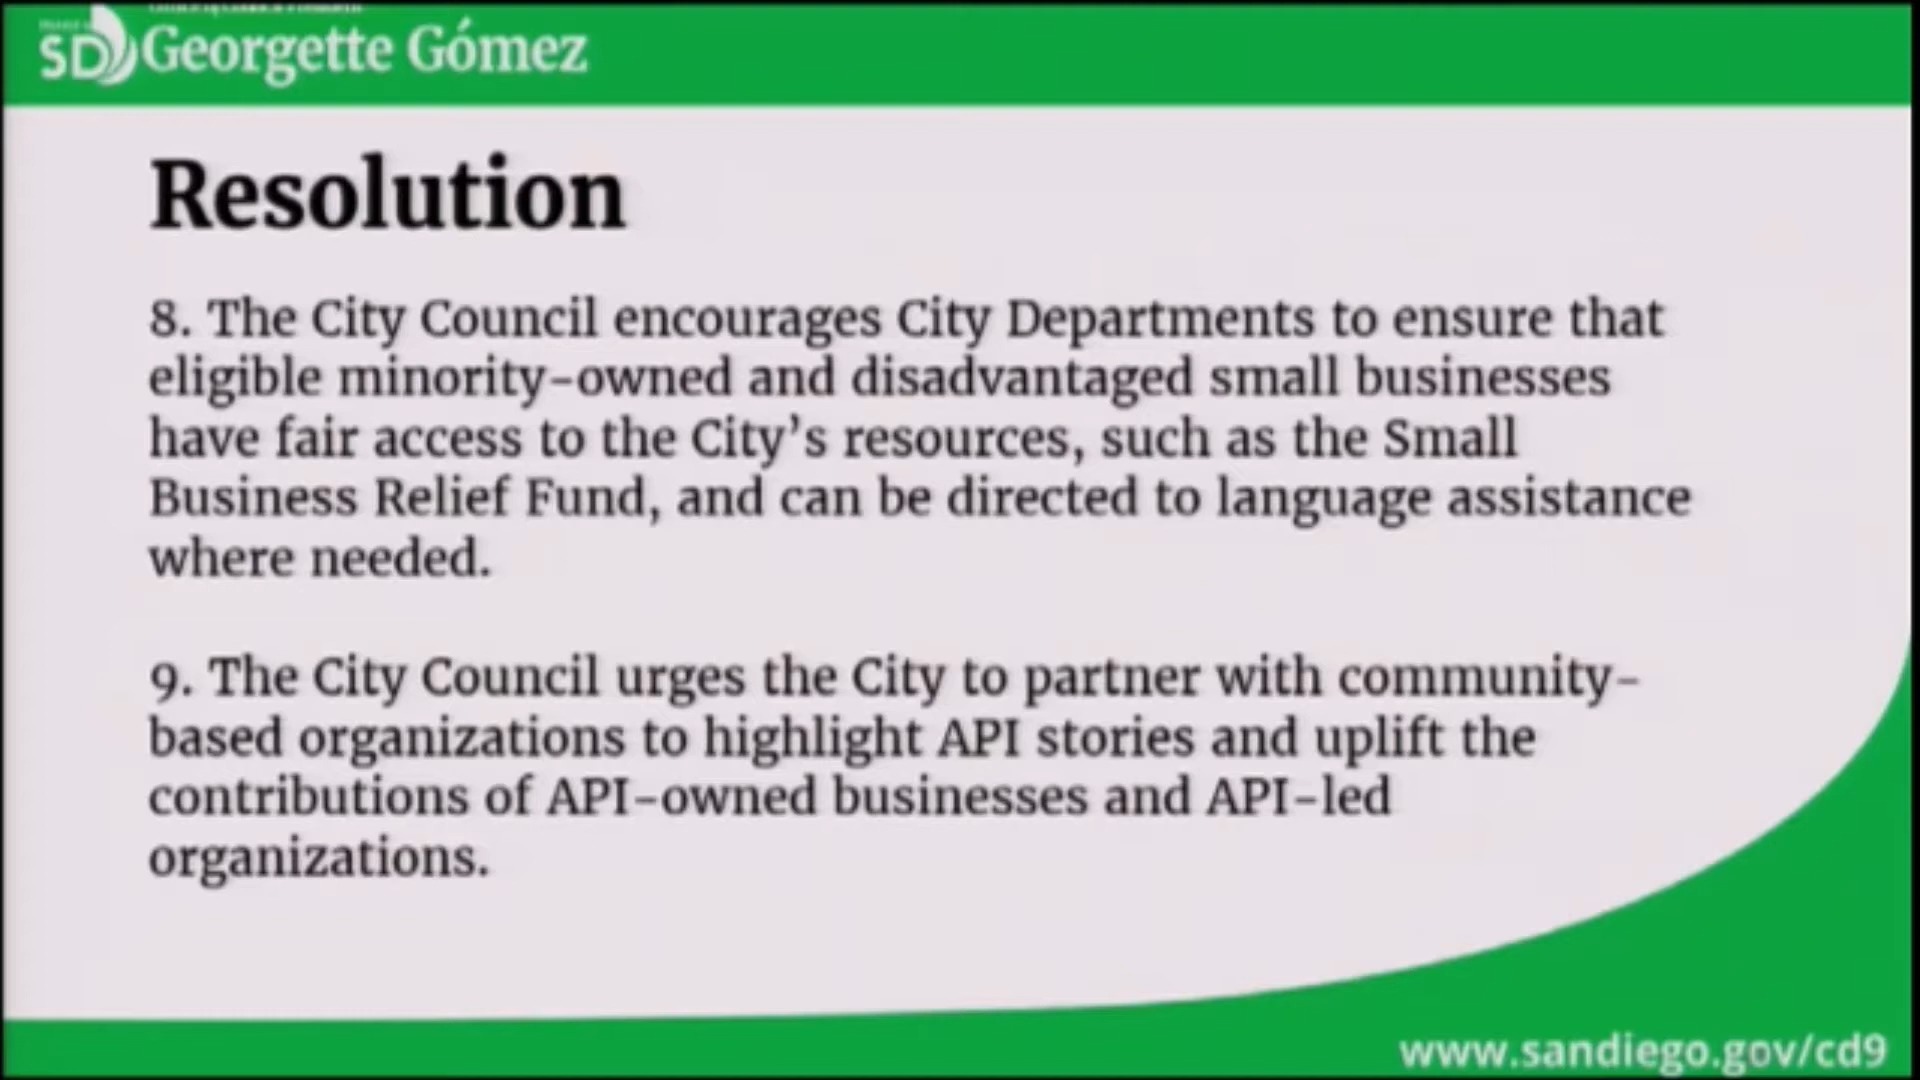 SD Georgette Gómez
Resolution
8. The City Council encourages City Departments to ensure that
eligible minority-owned and disadvantaged small businesses
have fair access to the City’s resources, such as the Small
Business Relief Fund, and can be directed to language assistance
where needed.
9. The City Council urges the City to partner with community-
based organizations to highlight API stories and uplift the
contributions of API-owned businesses and API-led
organizations.
www.sandiego.gov/cd9